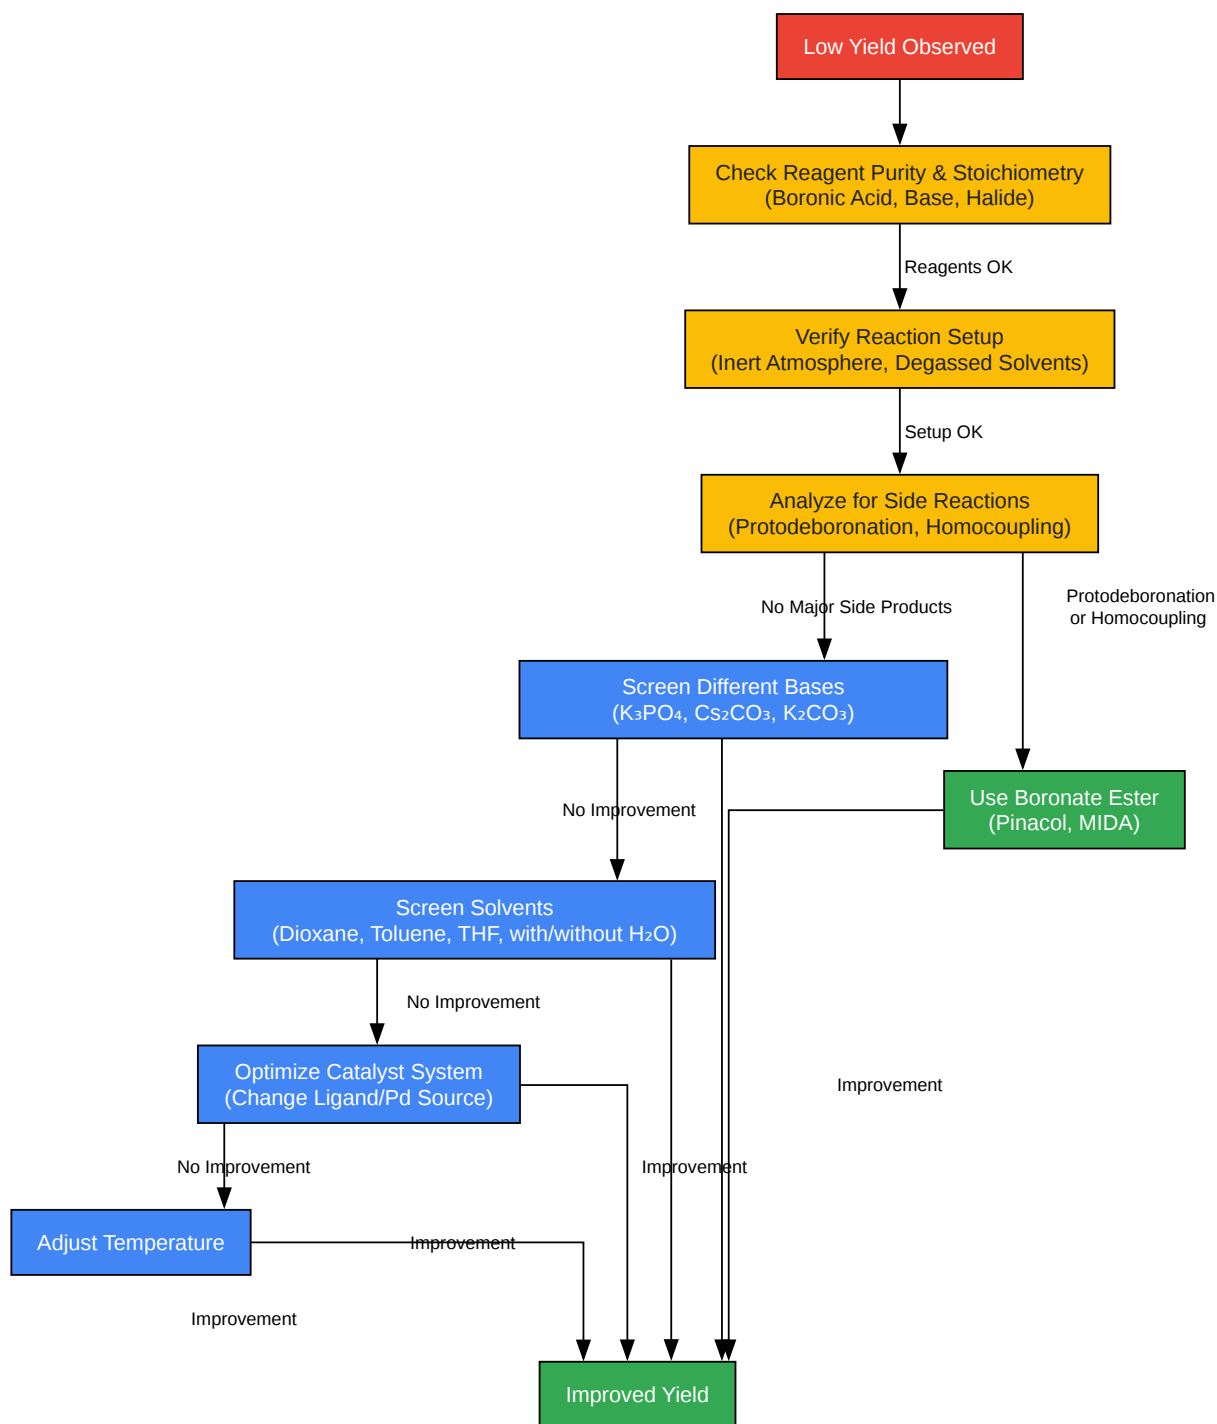 Low Yield Observed
Check Reagent Purity & Stoichiometry
(Boronic Acid, Base, Halide)
Reagents OK
Verify Reaction Setup
(Inert Atmosphere, Degassed Solvents)
Setup OK
Analyze for Side Reactions
(Protodeboronation, Homocoupling)
No Major Side Products
Protodeboronation
or Homocoupling
Screen Different Bases
(K₃PO₄, Cs₂CO₃, K₂CO₃)
Use Boronate Ester
(Pinacol, MIDA)
No Improvement
Screen Solvents
(Dioxane, Toluene, THF, with/without H₂O)
No Improvement
Optimize Catalyst System
(Change Ligand/Pd Source)
Improvement
No Improvement
Improvement
Adjust Temperature
Improvement
Improvement
Improved Yield